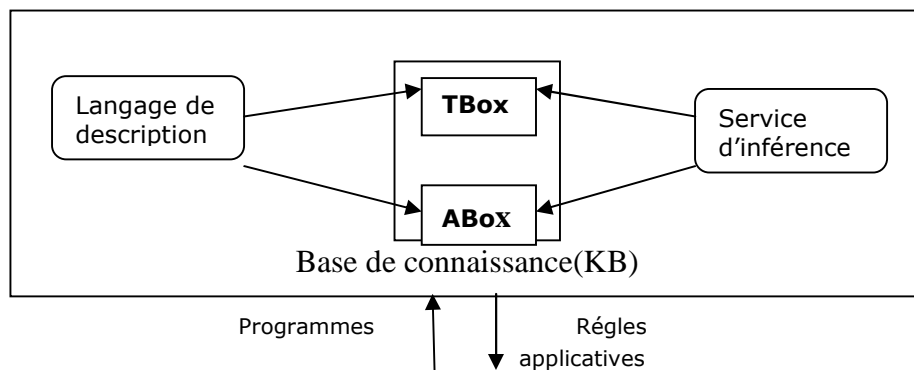 Langage de
description
TBox
Service
d'inférence
ABox
Base de connaissance(KB)
Programmes
Régles
applicatives